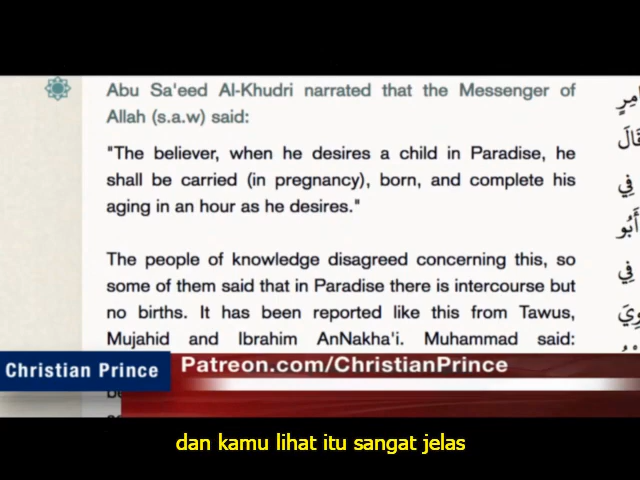 Abu Sa'eed Al-Khudri narrated that the Messenger of
Allah (s.a.w) said:
"The believer, when he desires a child in Paradise, he
shall be carried (in pregnancy), born, and complete his
aging in an hour as he desires."
The people of knowledge disagreed concerning this, so
some of them said that in Paradise there is intercourse but
no births. It has been reported like this from Tawus,
Mujahid and Ibrahim AnNakha'i. Muhammad said:
قَالَ
فِي
أَبُو
فِي
Christian Prince
Patreon.com/ChristianPrince
dan kamu lihat itu sangat jelas